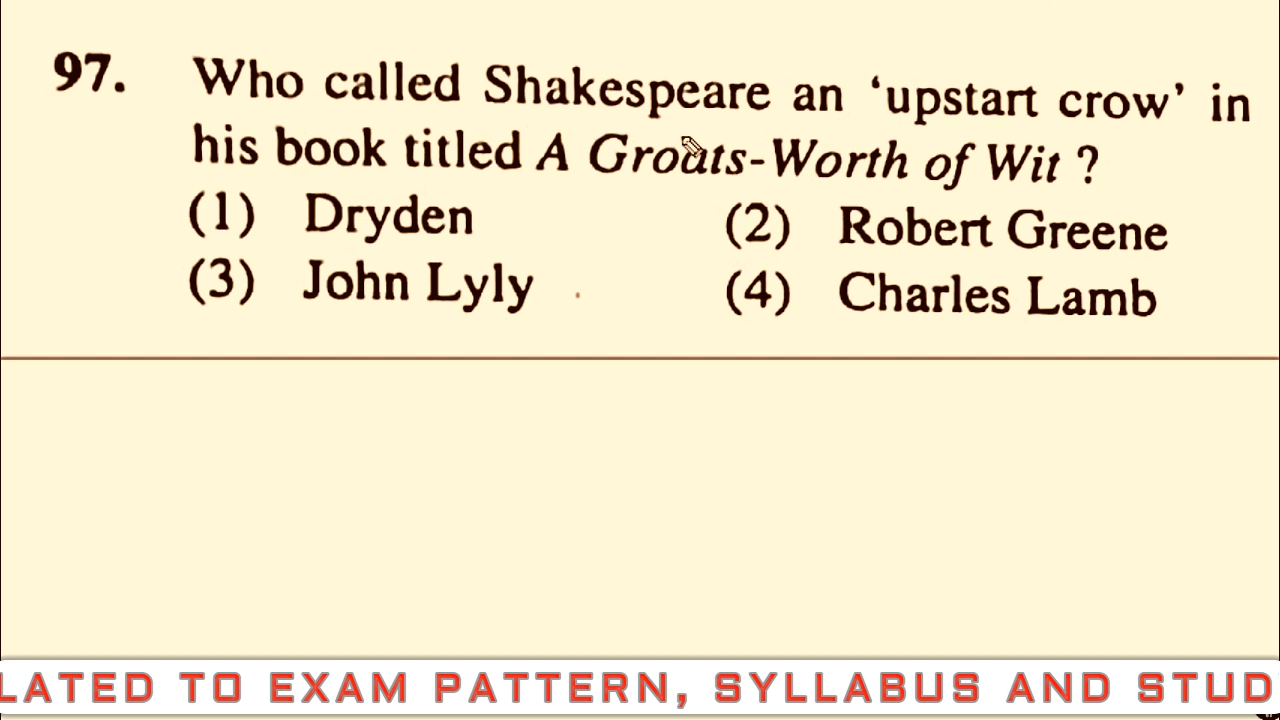 97. Who called Shakespeare an ‘upstart crow’ in
his book titled A Groats-Worth of Wit ?
(1) Dryden (2) Robert Greene
(3) John Lyly (4) Charles Lamb
LATED TO EXAM PATTERN, SYLLABUS AND STUD